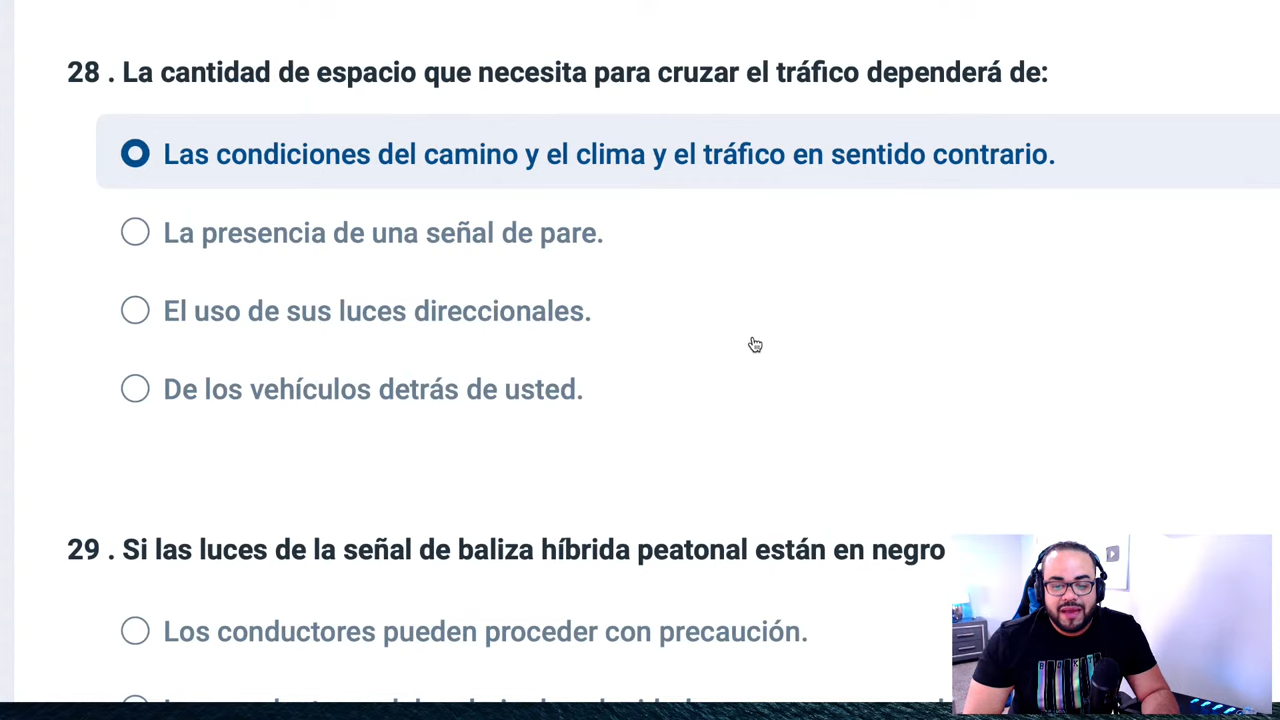 28 . La cantidad de espacio que necesita para cruzar el tráfico dependerá de:
Las condiciones del camino y el clima y el tráfico en sentido contrario.
La presencia de una señal de pare.
El uso de sus luces direccionales.
De los vehículos detrás de usted.
29 . Si las luces de la señal de baliza híbrida peatonal están en negro
Los conductores pueden proceder con precaución.